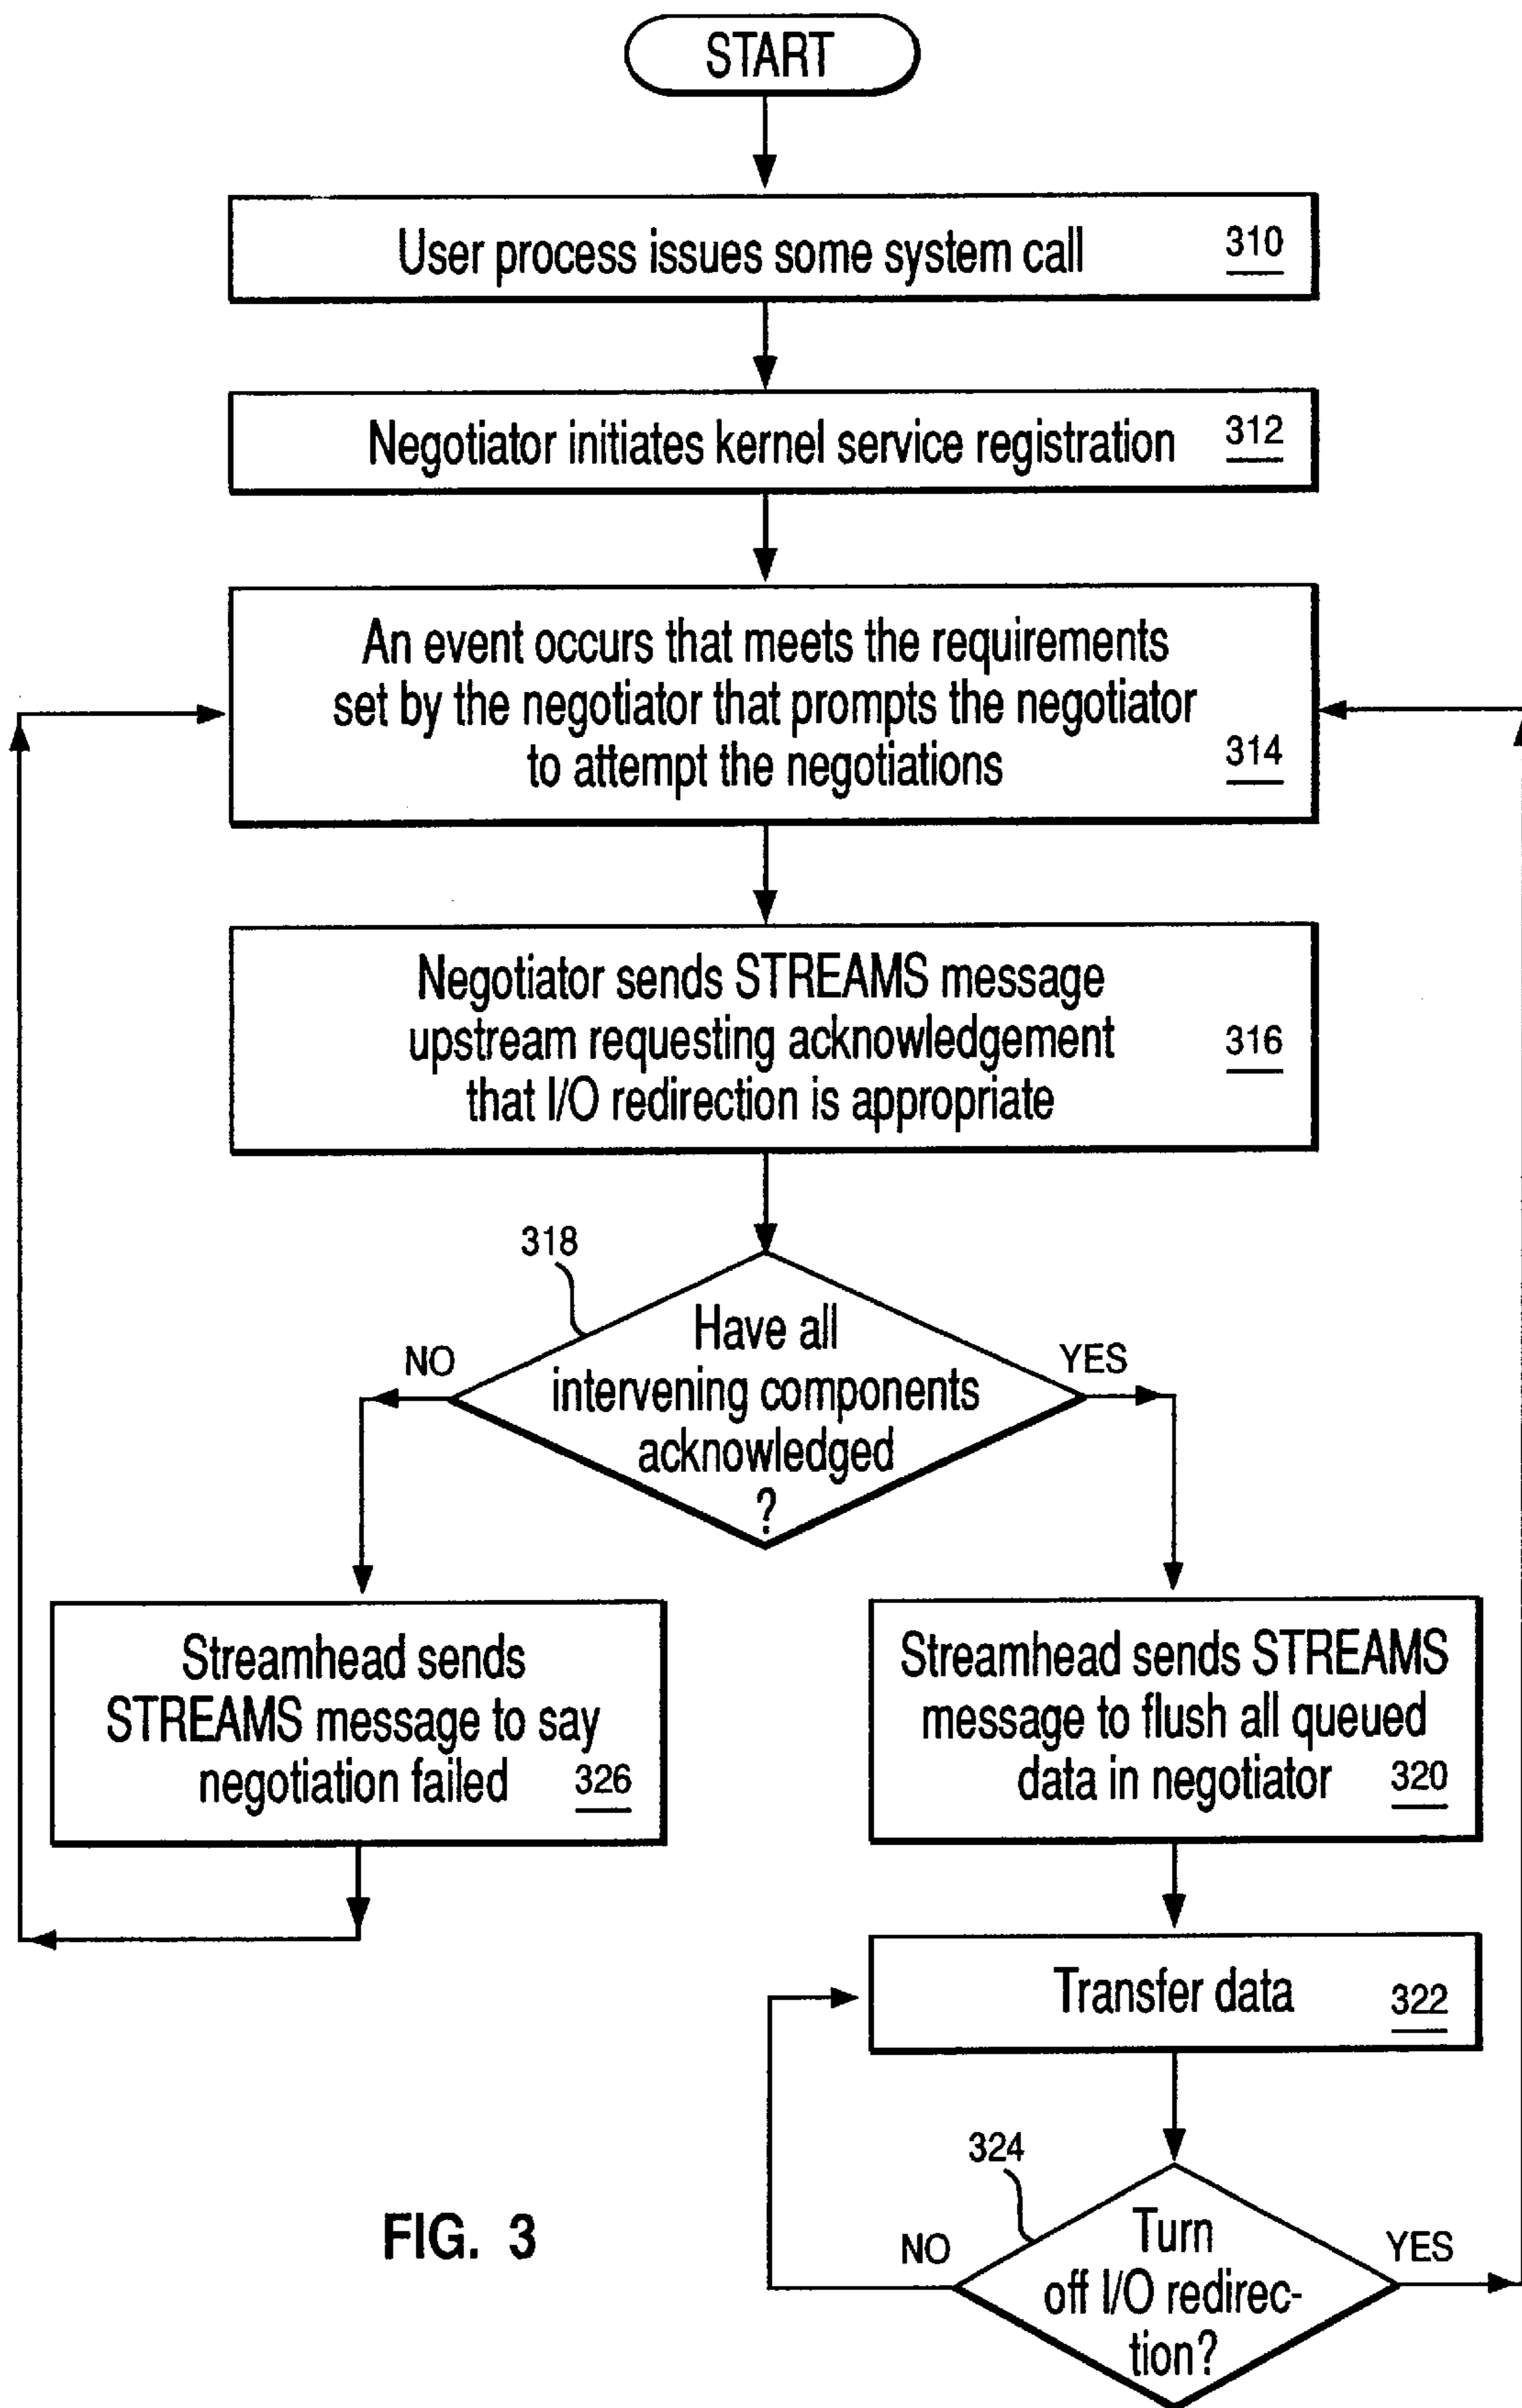 START
User process issues some system call 310
Negotiator initiates kernel service registration 312
An event occurs that meets the requirements
set by the negotiator that prompts the negotiator
to attempt the negotiations 314
Negotiator sends STREAMS message
upstream requesting acknowledgement 316
that I/O redirection is appropriate
318
Have all
NO
YES
intervening components
acknowledged
?
Streamhead sends
STREAMS message to say
negotiation failed 326
Streamhead sends STREAMS
message to flush all queued
data in negotiator 320
Transfer data 322
324
Turn
NO
YES
off I/O redirec-
tion?
FIG. 3